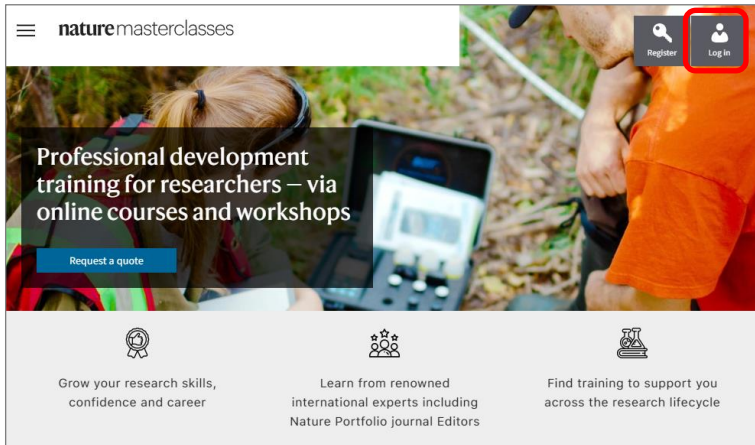 nature masterclasses
Register
Log in
Professional development
training for researchers – via
online courses and workshops
Request a quote
Grow your research skills,
confidence and career
Learn from renowned
international experts including
Nature Portfolio journal Editors
Find training to support you
across the research lifecycle